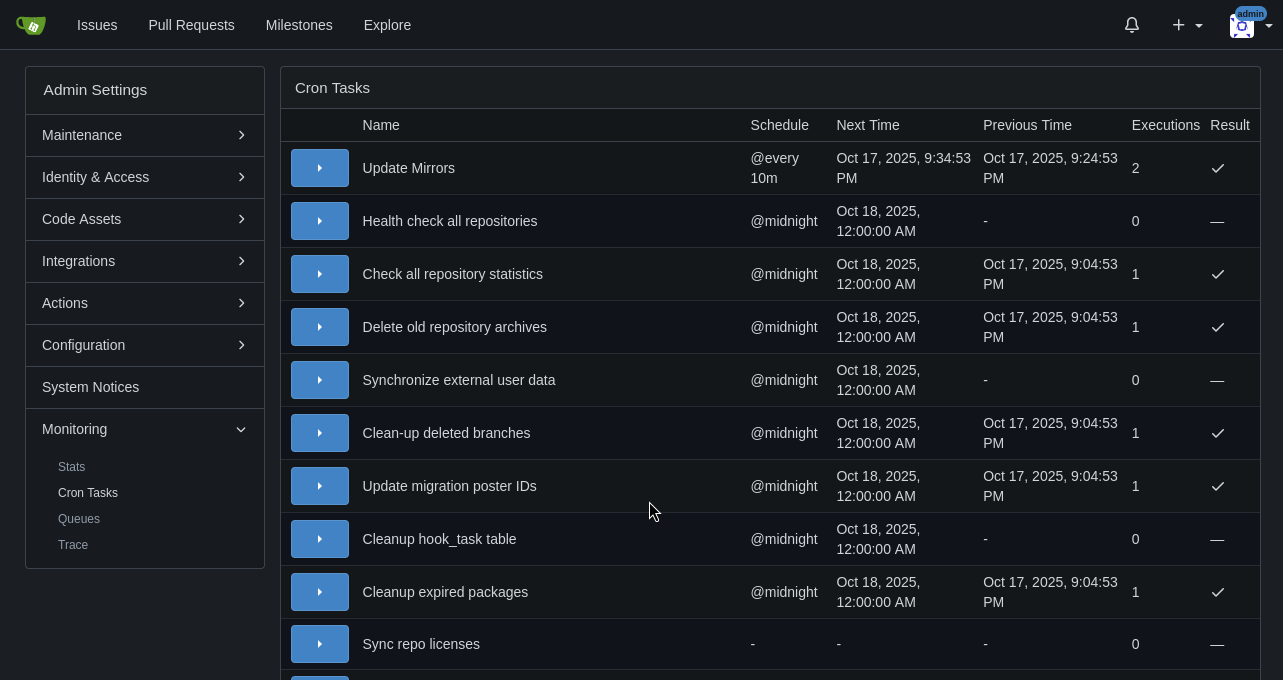 Issues Pull Requests Milestones Explore admin
Admin Settings
Maintenance
Identity & Access
Code Assets
Integrations
Actions
Configuration
System Notices
Monitoring
Stats
Cron Tasks
Queues
Trace
Cron Tasks
Name Schedule Next Time Previous Time Executions Result
Update Mirrors @every 10m Oct 17, 2025, 9:34:53 PM Oct 17, 2025, 9:24:53 PM 2
Health check all repositories @midnight Oct 18, 2025, 12:00:00 AM - 0 —
Check all repository statistics @midnight Oct 18, 2025, 12:00:00 AM Oct 17, 2025, 9:04:53 PM 1
Delete old repository archives @midnight Oct 18, 2025, 12:00:00 AM Oct 17, 2025, 9:04:53 PM 1
Synchronize external user data @midnight Oct 18, 2025, 12:00:00 AM - 0 —
Clean-up deleted branches @midnight Oct 18, 2025, 12:00:00 AM Oct 17, 2025, 9:04:53 PM 1
Update migration poster IDs @midnight Oct 18, 2025, 12:00:00 AM Oct 17, 2025, 9:04:53 PM 1
Cleanup hook_task table @midnight Oct 18, 2025, 12:00:00 AM - 0 —
Cleanup expired packages @midnight Oct 18, 2025, 12:00:00 AM Oct 17, 2025, 9:04:53 PM 1
Sync repo licenses - - - 0 —